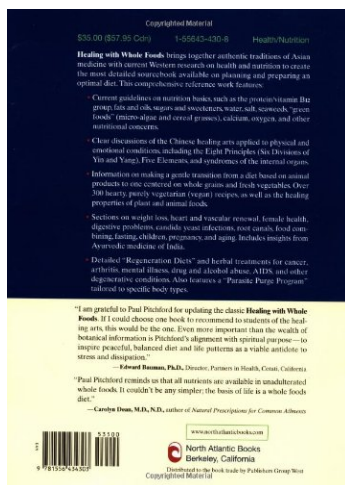 Copyrighted Material
$35.00 ($57.95 Cdn) 1-55643-430-8 Health/Nutrition
Healing with Whole Foods brings together authentic traditions of Asian
medicine with current Western research on health and nutrition to create
the most detailed sourcebook available on planning and preparing an
optimal diet. This comprehensive reference work features:
• Current guidelines on nutrition basics, such as the protein/vitamin B12
group, fats and oils, sugars and sweeteners, water, salt, seaweeds, "green
foods" (micro-algae and cereal grasses), calcium, oxygen, and other
nutritional concerns.
• Clear discussions of the Chinese healing arts applied to physical and
emotional conditions, including the Eight Principles (Six Divisions of
Yin and Yang), Five Elements, and syndromes of the internal organs.
• Information on making a gentle transition from a diet based on animal
products to one centered on whole grains and fresh vegetables. Over
300 hearty, purely vegetarian (vegan) recipes, as well as the healing
properties of plant and animal foods.
• Sections on weight loss, heart and vascular renewal, female health,
digestive problems, candida yeast infections, root canals, food com-
bining, fasting, children, pregnancy, and aging. Includes insights from
Ayurvedic medicine of India.
• Detailed "Regeneration Diets" and herbal treatments for cancer,
arthritis, mental illness, drug and alcohol abuse, AIDS, and other
degenerative conditions. Also features a "Parasite Purge Program"
tailored to specific body types.
"I am grateful to Paul Pitchford for updating the classic Healing with Whole
Foods. If I could choose one book to recommend to students of the heal-
ing arts, this would be the one. Even more important than the wealth of
botanical information is Pitchford's alignment with spiritual purpose—to
inspire peaceful, balanced diet and life patterns as a viable antidote to
stress and dissipation."
—Edward Bauman, Ph.D., Director, Partners in Health, Cotati, California
"Paul Pitchford reminds us that all nutrients are available in unadulterated
whole foods. It couldn't be any simpler; the basis of life is a whole foods
diet."
—Carolyn Dean, M.D., N.D., author of Natural Prescriptions for Common Ailments
53500
9 781556 434303
www.northatlanticbooks.com
North Atlantic Books
Berkeley, California
Distributed to the book trade by Publishers Group West
Copyrighted Material